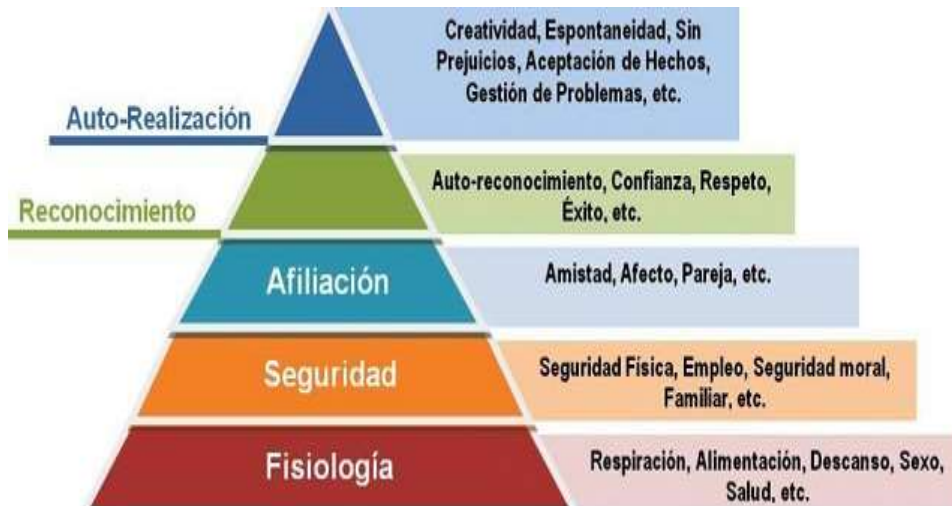 Creatividad, Espontaneidad, Sin
Prejuicios, Aceptación de Hechos,
Gestión de Problemas, etc.
Auto-Realización
Auto-reconocimiento, Confianza, Respeto,
Éxito, etc.
Reconocimiento
Afiliación
Amistad, Afecto, Pareja, etc.
Seguridad
Seguridad Física, Empleo, Seguridad moral,
Familiar, etc.
Fisiología
Respiración, Alimentación, Descanso, Sexo,
Salud, etc.